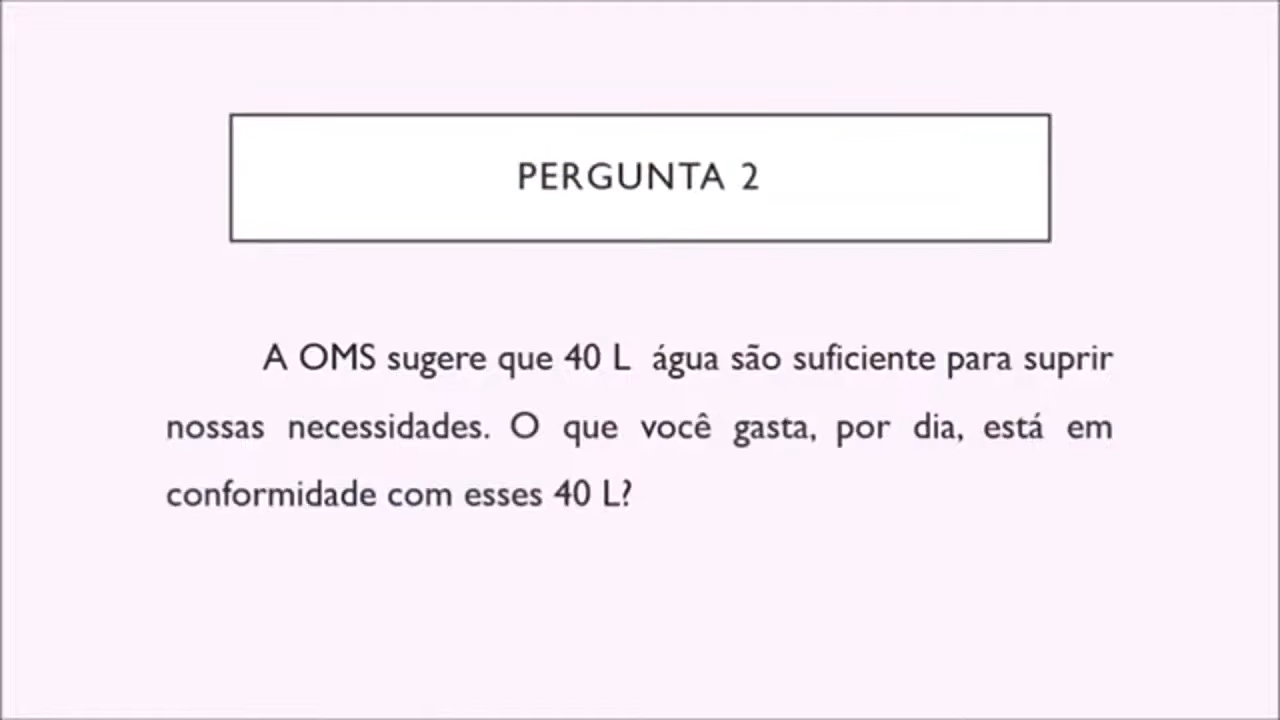 PERGUNTA 2
A OMS sugere que 40 L água são suficiente para suprir
nossas necessidades. O que você gasta, por dia, está em
conformidade com esses 40 L?